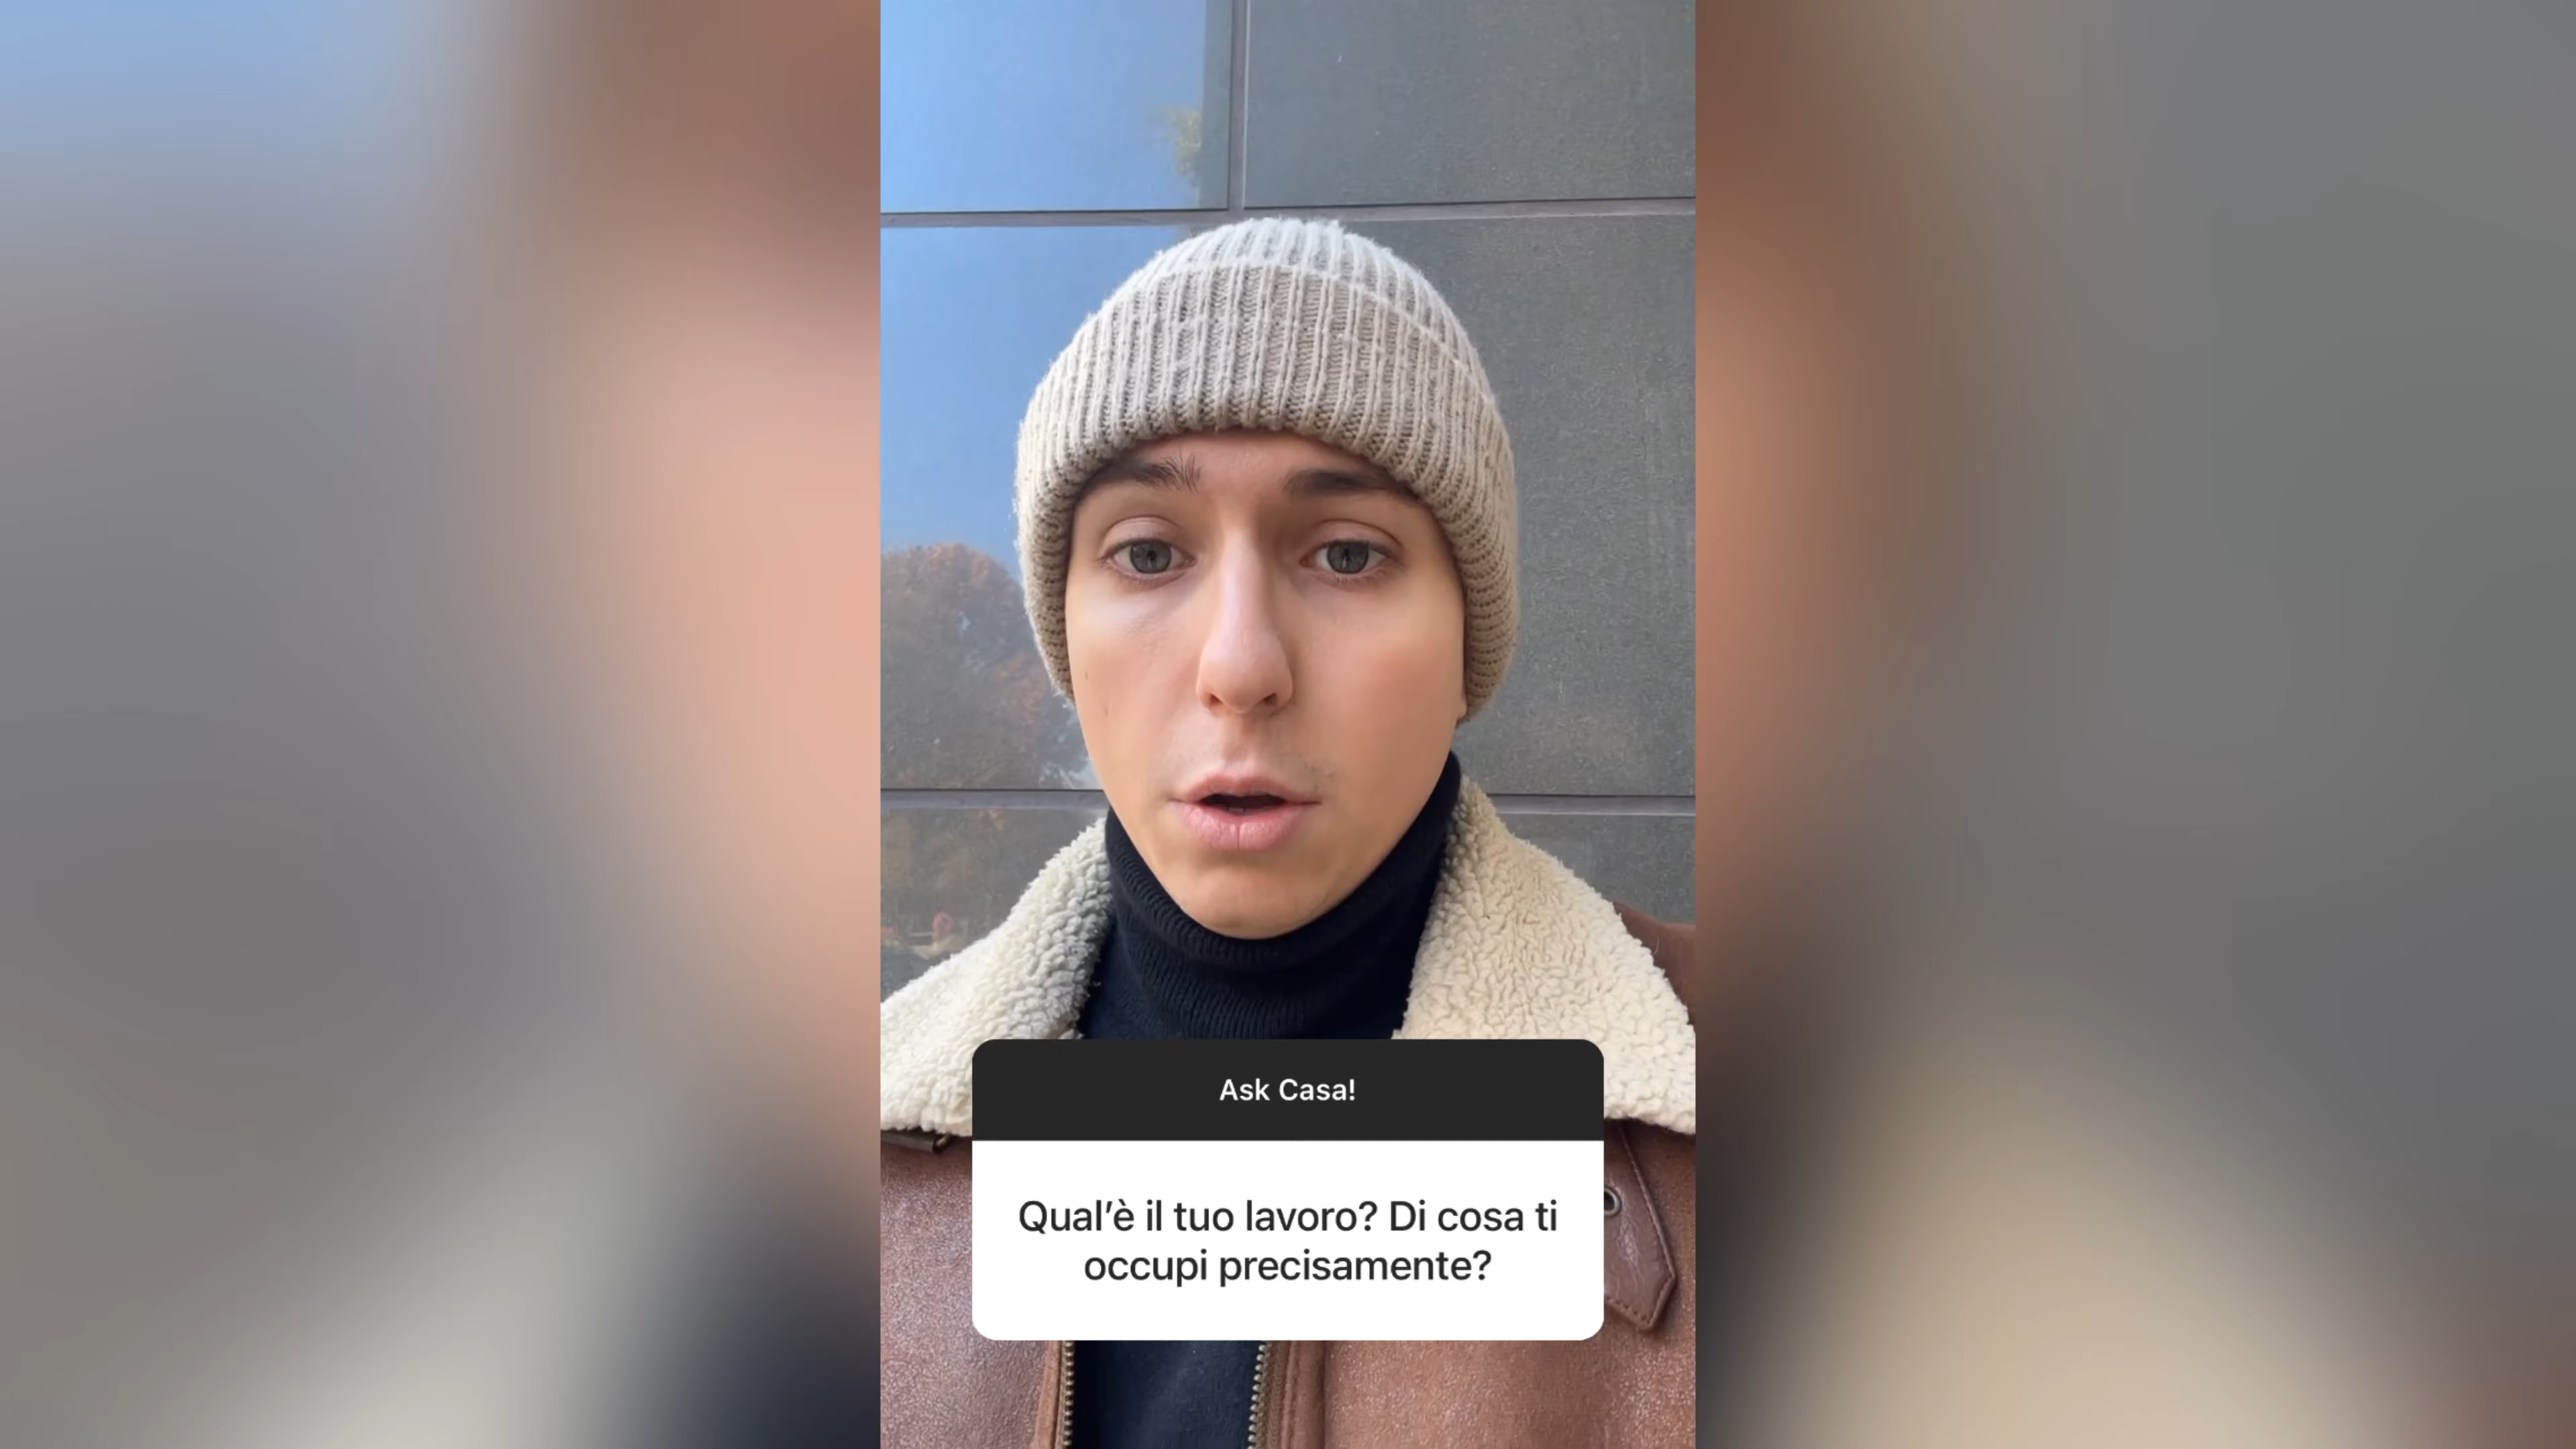 Ask Casa!
Qual’è il tuo lavoro? Di cosa ti
occupi precisamente?